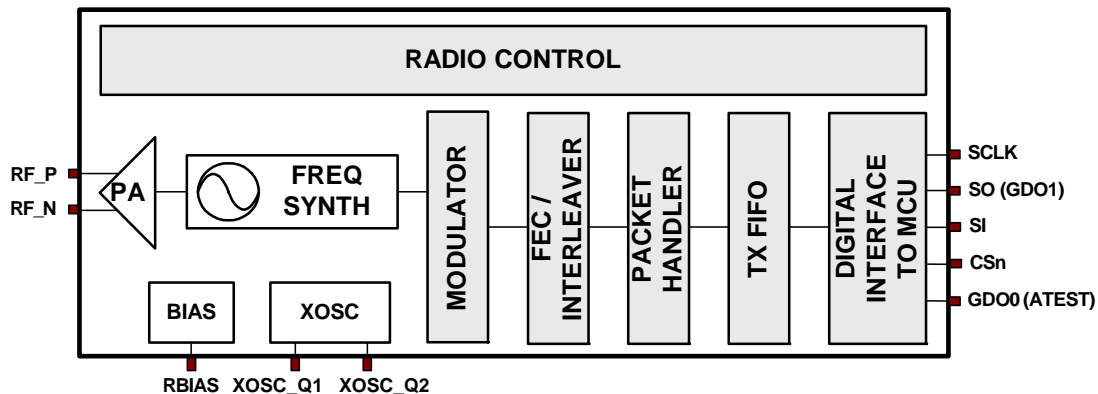 RADIO CONTROL
RF_P
RF_N
PA
FREQ
SYNTH
MODULATOR
FEC /
INTERLEAVER
PACKET
HANDLER
TX FIFO
DIGITAL
INTERFACE
TO MCU
SCLK
SO (GDO1)
SI
CSn
GDO0 (ATEST)
BIAS
XOSC
RBIAS
XOSC_Q1
XOSC_Q2